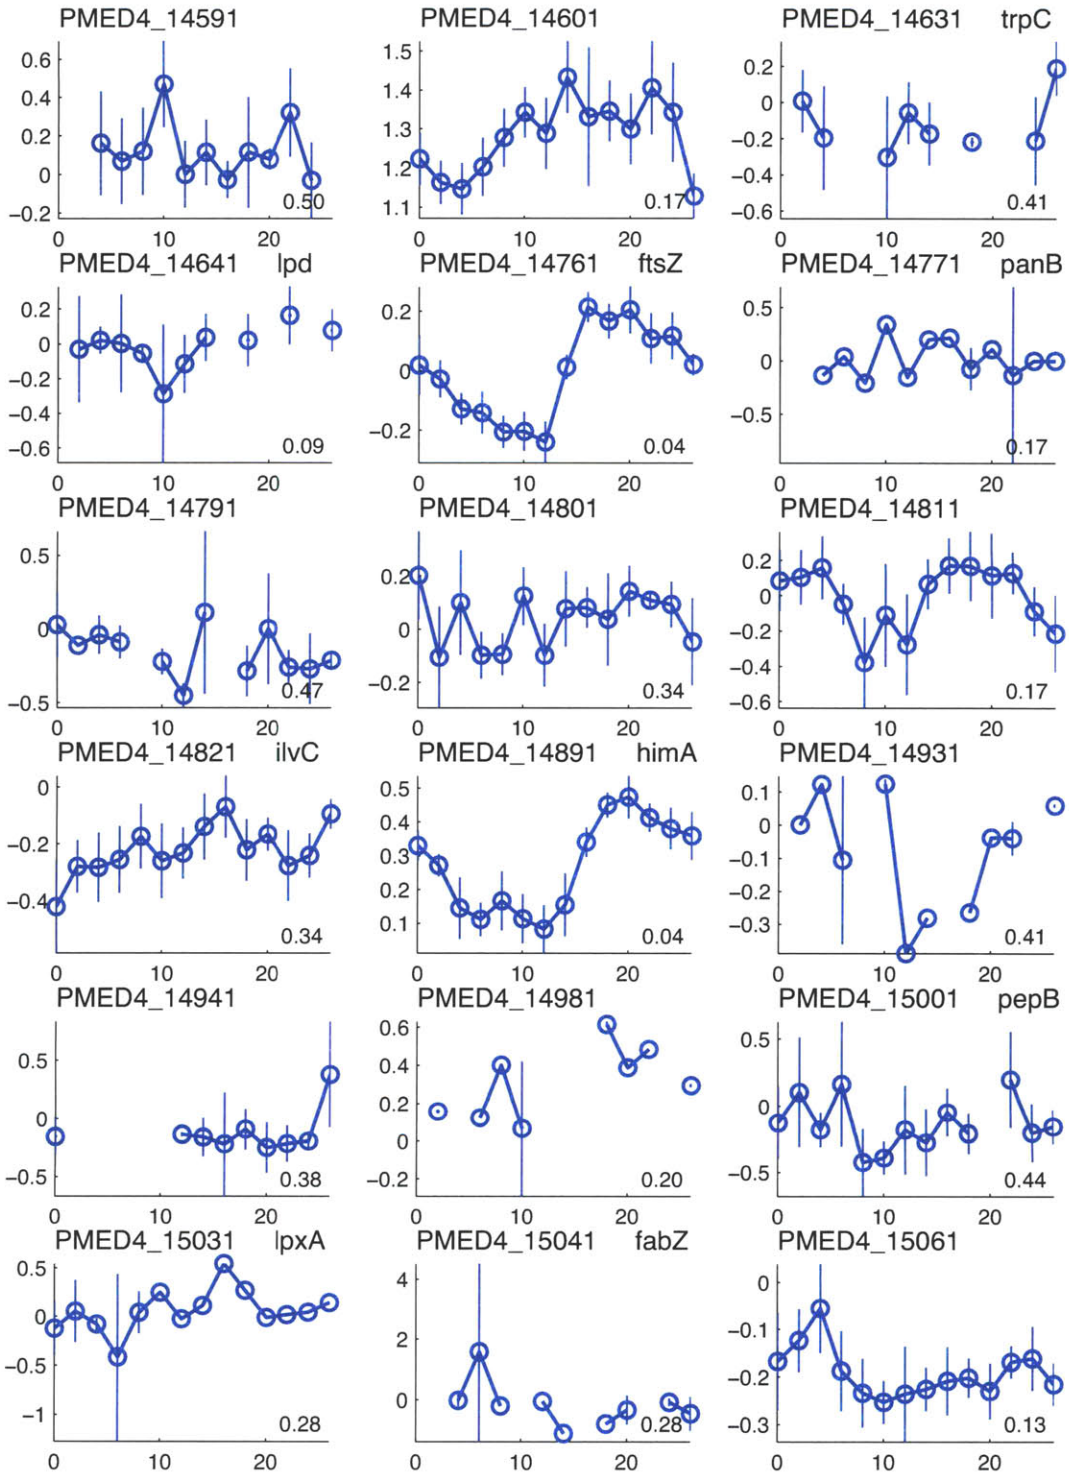 PMED4_14591 PMED4_14601 PMED4_14631 trpC
0.6 1.5 0.2
0.4 1.4 0
0.2 1.3 −0.2
0 1.2 −0.4
−0.2 0.50 1.1 0.17 −0.6 0.41
0 10 20 0 10 20 0 10 20
PMED4_14641 lpd PMED4_14761 ftsZ PMED4_14771 panB
0.2 0.2 0.5
0 0 0
−0.2 −0.2 −0.5
−0.4
−0.6 0.09 0.04 0.17
0 10 20 0 10 20 0 10 20
PMED4_14791 PMED4_14801 PMED4_14811
0.5 0.2 0.2
0 0 0
−0.5 −0.2 −0.2
−0.4
−0.6
0.47 0.34 0.17
0 10 20 0 10 20 0 10 20
PMED4_14821 ilvC PMED4_14891 himA PMED4_14931
0 0.5 0.1
−0.2 0.4 0
−0.4 0.3 −0.1
0.2 −0.2
0.1 −0.3
0.34 0.04 0.41
0 10 20 0 10 20 0 10 20
PMED4_14941 PMED4_14981 PMED4_15001 pepB
0.5 0.6 0.5
0 0.4 0
−0.5 0.2 −0.5
0
−0.2
0.38 0.20 0.44
0 10 20 0 10 20 0 10 20
PMED4_15031 lpxA PMED4_15041 fabZ PMED4_15061
0.5 4 0
0 2 −0.1
−0.5 0 −0.2
−1 −0.3
0.28 0.28 0.13
0 10 20 0 10 20 0 10 20